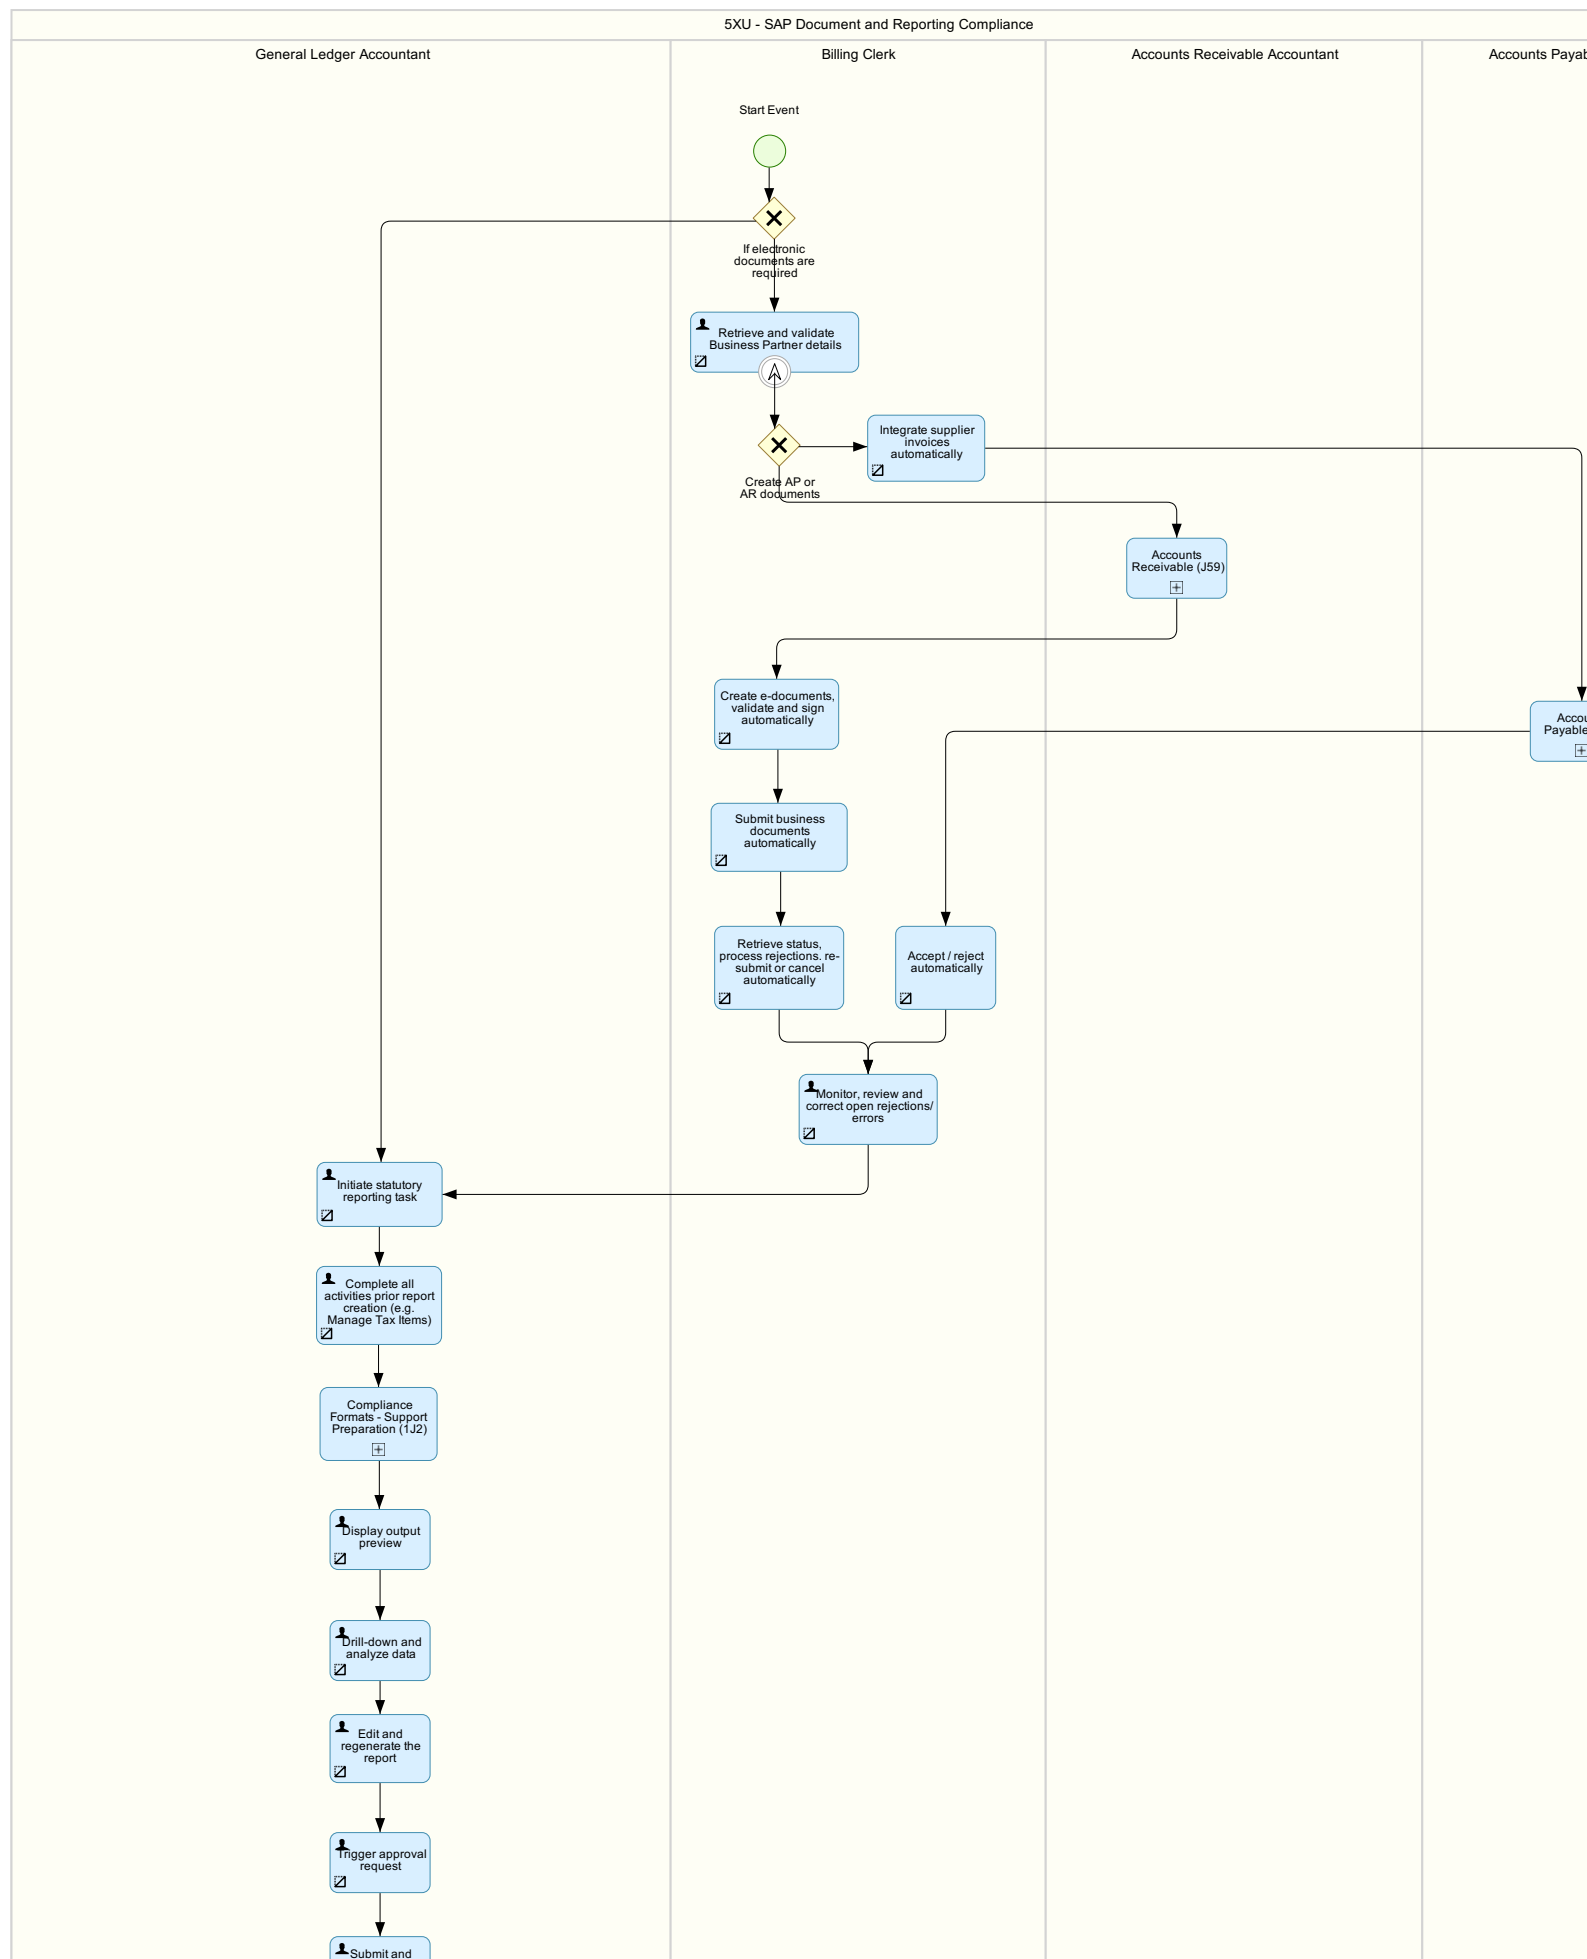 5XU - SAP Document and Reporting Compliance
General Ledger Accountant
Billing Clerk
Accounts Receivable Accountant
Accounts
Start Event
If electronic
documents are
required
Retrieve and validate
Business Partner details
Integrate supplier
invoices
automatically
Create AP or
AR documents
Accounts
Receivable (J59)
Create e-documents,
validate and sign
automatically
Payable
Submit business
documents
automatically
Retrieve status,
process rejections. re-
submit or cancel
automatically
Accept / reject
automatically
Monitor, review and
correct open rejections/
errors
Initiate statutory
reporting task
Complete all
activities prior report
creation (e.g.
Manage Tax Items)
Compliance
Formats - Support
Preparation (1J2)
Display output
preview
Drill-down and
analyze data
Edit and
regenerate the
report
Trigger approval
request
Submit and